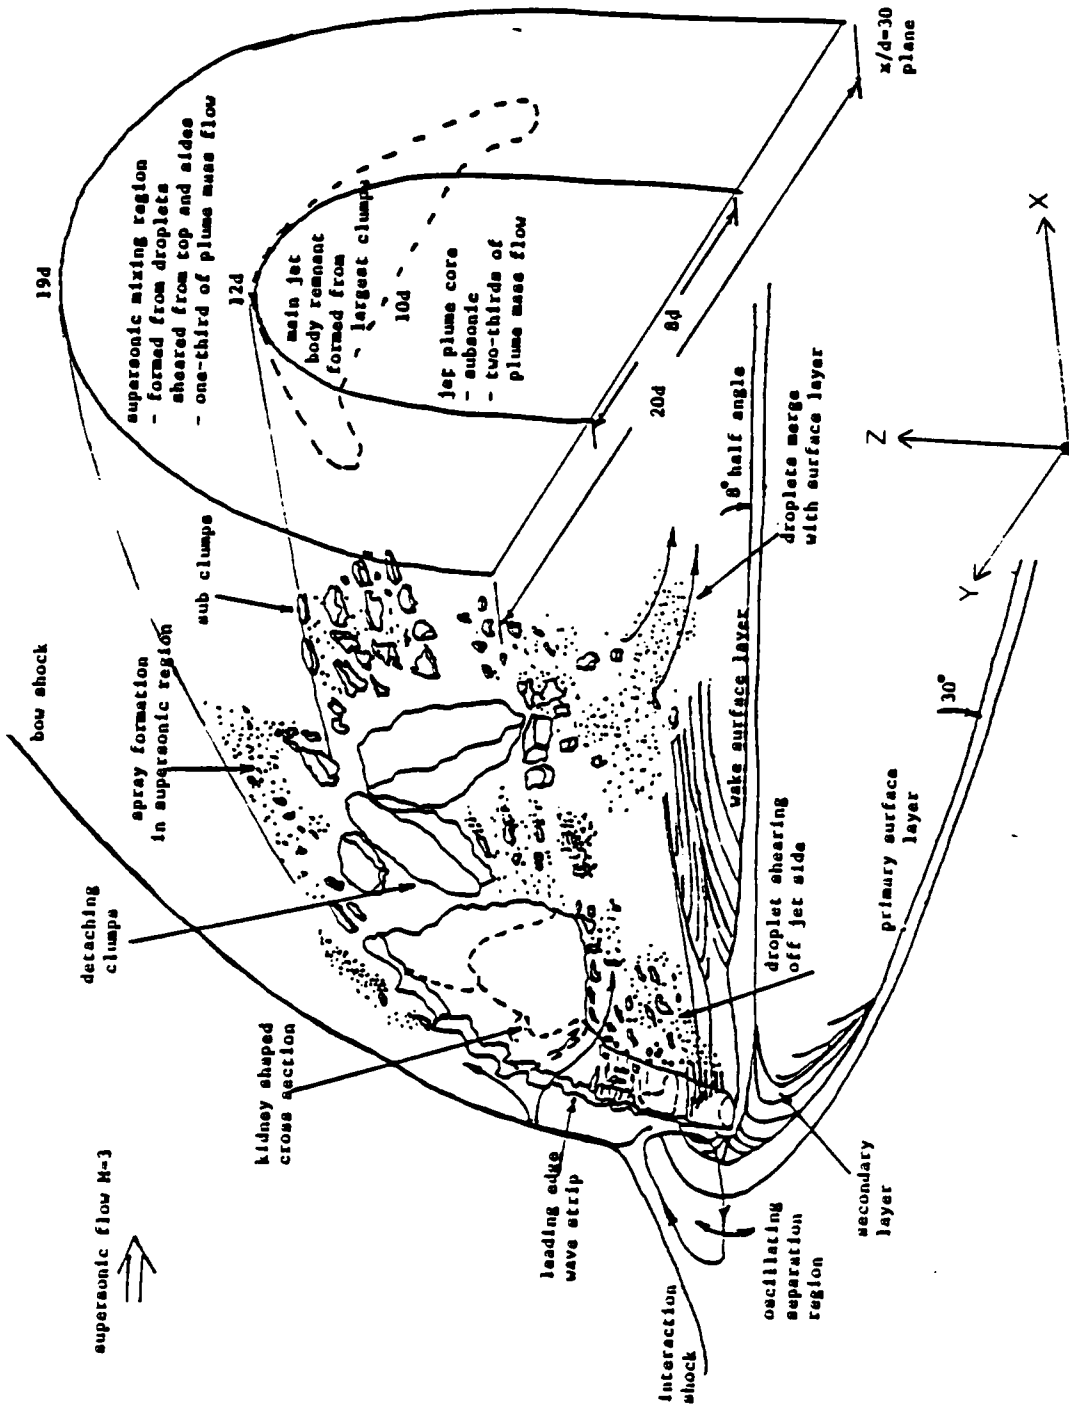 supersonic flow M=3
bow shock
spray formation
in supersonic region
sub clumps
detaching
clumps
kidney shaped
cross section
leading edge
wave strip
interaction
shock
oscillating
separation
region
secondary
layer
droplet shearing
off jet side
primary surface
layer
wake surface layer
8° half angle
droplets merge
with surface layer
30°
19d
supersonic mixing region
- formed from droplets
sheared from top and sides
- one-third of plume mass flow
12d
main jet
body remnant
formed from
largest clumps
10d
jet plume core
- subsonic
- two-thirds of
plume mass flow
8d
20d
x/d=30
plane
X
Y
Z